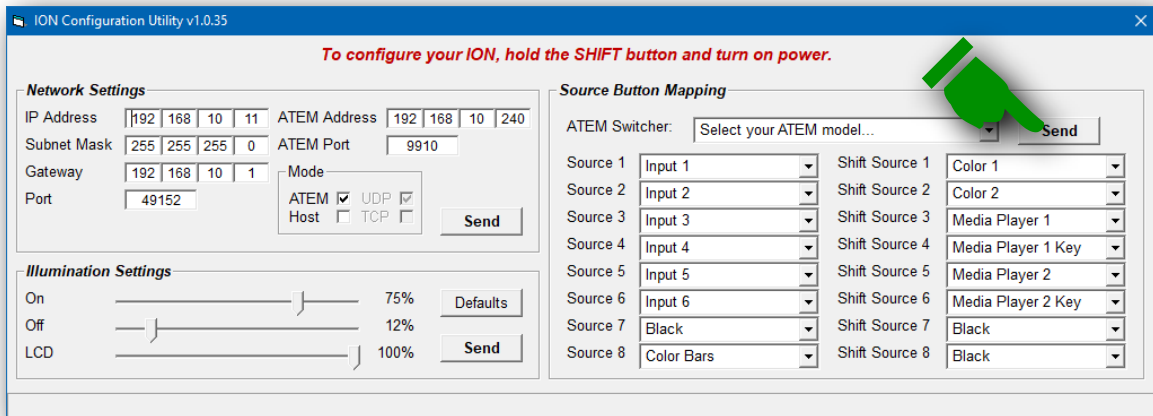 ION Configuration Utility v1.0.35
To configure your ION, hold the SHIFT button and turn on power.
Network Settings
IP Address 192 168 10 11 ATEM Address 192 168 10 240
Subnet Mask 255 255 255 0 ATEM Port 9910
Gateway 192 168 10 1 Mode
Port 49152 ATEM UDP
Host TCP
Send
Illumination Settings
On 75% Defaults
Off 12%
LCD 100% Send
Source Button Mapping
ATEM Switcher: Select your ATEM model... Send
Source 1 Input 1 Shift Source 1 Color 1
Source 2 Input 2 Shift Source 2 Color 2
Source 3 Input 3 Shift Source 3 Media Player 1
Source 4 Input 4 Shift Source 4 Media Player 1 Key
Source 5 Input 5 Shift Source 5 Media Player 2
Source 6 Input 6 Shift Source 6 Media Player 2 Key
Source 7 Black Shift Source 7 Black
Source 8 Color Bars Shift Source 8 Black